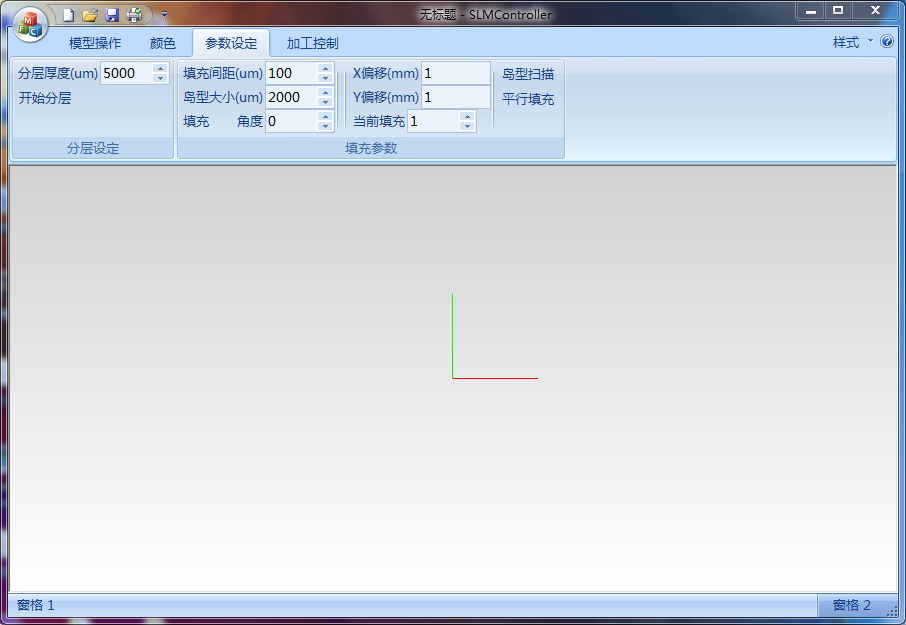 无标题 - SLMController
模型操作 颜色 参数设定 加工控制 样式
分层厚度(um) 5000 填充间距(um) 100 X偏移(mm) 1 岛型扫描
开始分层 岛型大小(um) 2000 Y偏移(mm) 1 平行填充
填充 角度 0 当前填充 1
分层设定 填充参数
窗格 1 窗格 2